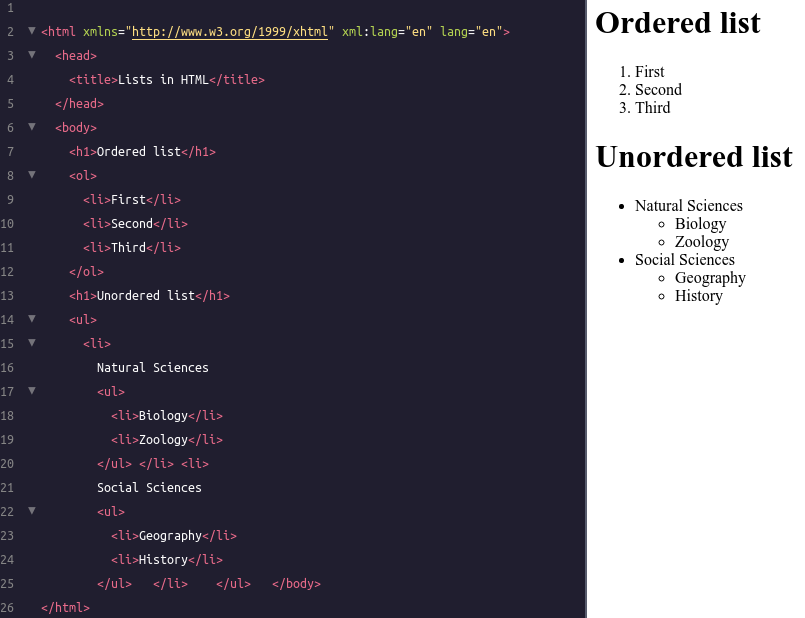 1
2 <html xmlns="http://www.w3.org/1999/xhtml" xml:lang="en" lang="en">
3 <head>
4 <title>Lists in HTML</title>
5 </head>
6 <body>
7 <h1>Ordered list</h1>
8 <ol>
9 <li>First</li>
10 <li>Second</li>
11 <li>Third</li>
12 </ol>
13 <h1>Unordered list</h1>
14 <ul>
15 <li>
16 Natural Sciences
17 <ul>
18 <li>Biology</li>
19 <li>Zoology</li>
20 </ul> </li> <li>
21 Social Sciences
22 <ul>
23 <li>Geography</li>
24 <li>History</li>
25 </ul> </li> </ul> </body>
26 </html>
Ordered list
1. First
2. Second
3. Third
Unordered list
Natural Sciences
Biology
Zoology
Social Sciences
Geography
History